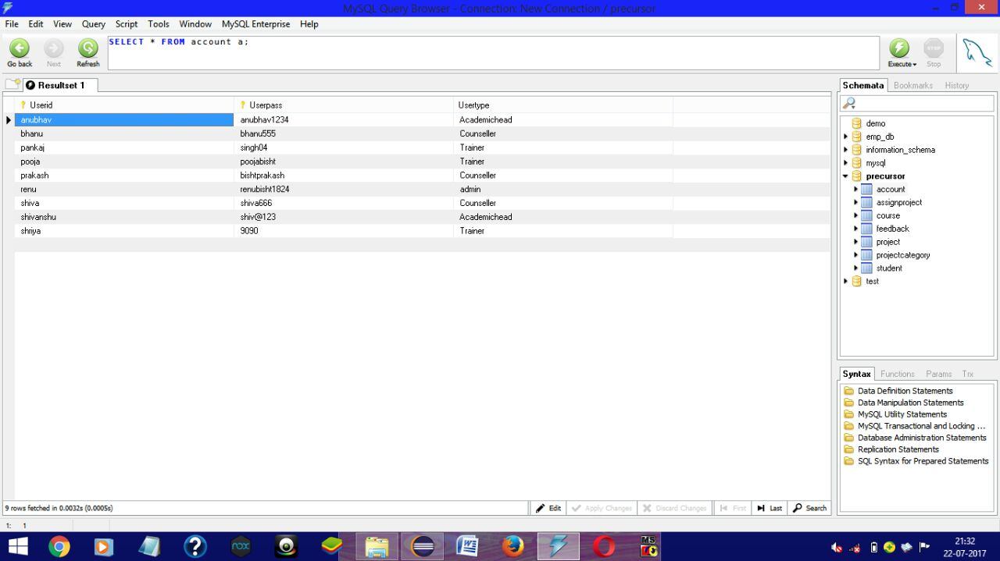 MySQL Query Browser - Connection: New Connection / precursor
File Edit View Query Script Tools Window MySQL Enterprise Help
Go back Next Refresh
SELECT * FROM account a;
Execute Stop
STOP
Resultset 1
Userid Userpass Usertype
anubhav anubhav1234 Academichead
bhanu bhanu555 Counseller
pankaj singh04 Trainer
pooja poojabisht Trainer
prakash bishtprakash Counseller
renu renubisht1824 admin
shiva shiva666 Counseller
shivanshu shiv@123 Academichead
shriya 9090 Trainer
9 rows fetched in 0.0032s (0.0005s)
Edit Apply Changes Discard Changes First Last Search
1: 1
Schemata Bookmarks History
demo
emp_db
information_schema
mysql
precursor
account
assignproject
course
feedback
project
projectcategory
student
test
Syntax Functions Params Trx
Data Definition Statements
Data Manipulation Statements
MySQL Utility Statements
MySQL Transactional and Locking ...
Database Administration Statements
Replication Statements
SQL Syntax for Prepared Statements
nox
MS
21:32
22-07-2017